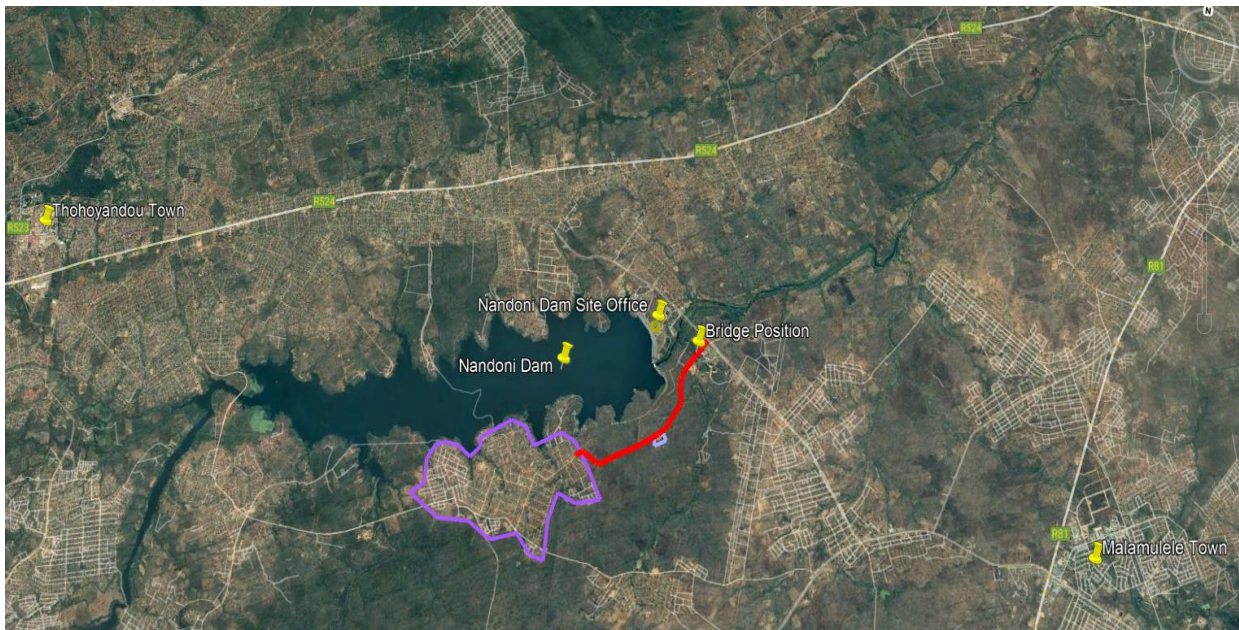 N
R524
R524
R524
Thohoyandou Town
R523
R81
Nandoni Dam Site Office
Bridge Position
Nandoni Dam
R81
Malamulele Town